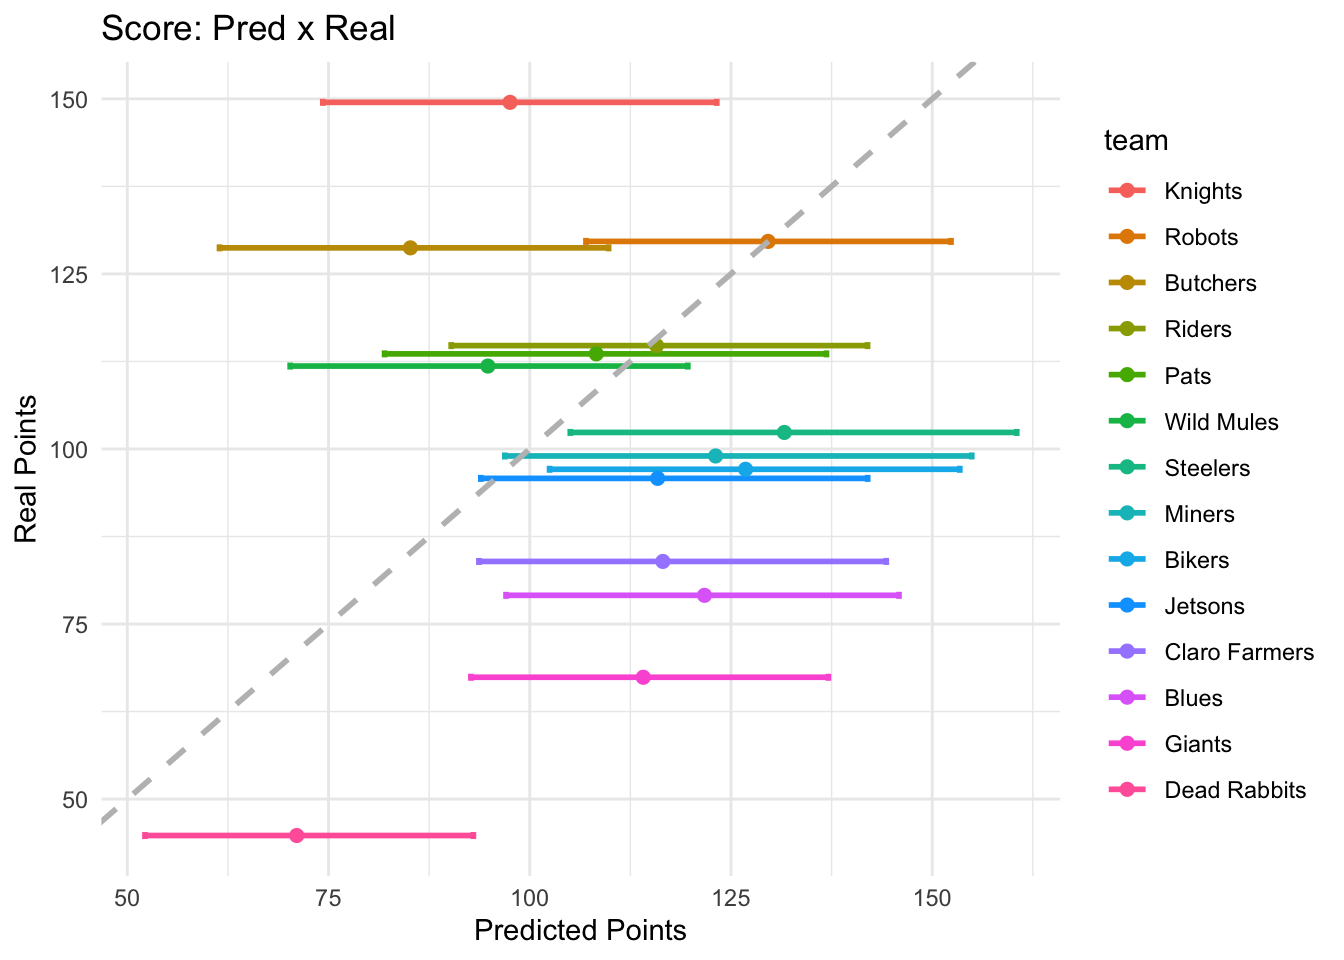 Score: Pred x Real
Real Points
150
125
100
75
50
50 75 100 125 150
Predicted Points
team
Knights
Robots
Butchers
Riders
Pats
Wild Mules
Steelers
Miners
Bikers
Jetsons
Claro Farmers
Blues
Giants
Dead Rabbits